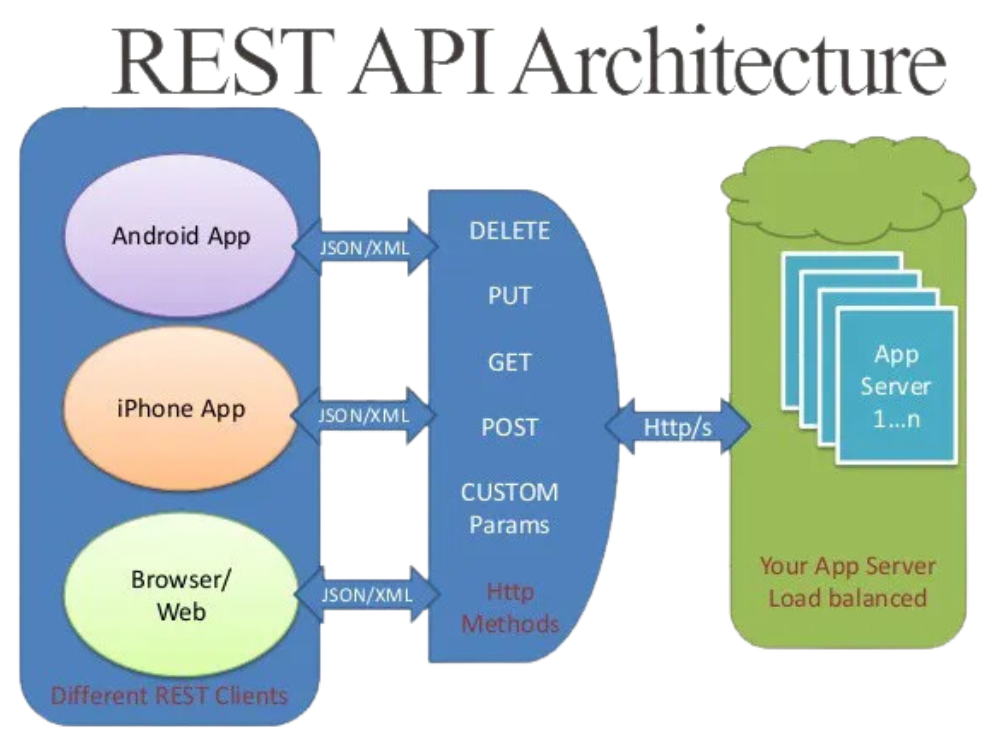 REST API Architecture
Android App
JSON/XML
iPhone App
JSON/XML
Browser/
Web
JSON/XML
Different REST Clients
DELETE
PUT
GET
POST
CUSTOM
Params
Http
Methods
Http/s
App
Server
1...n
Your App Server
Load balanced